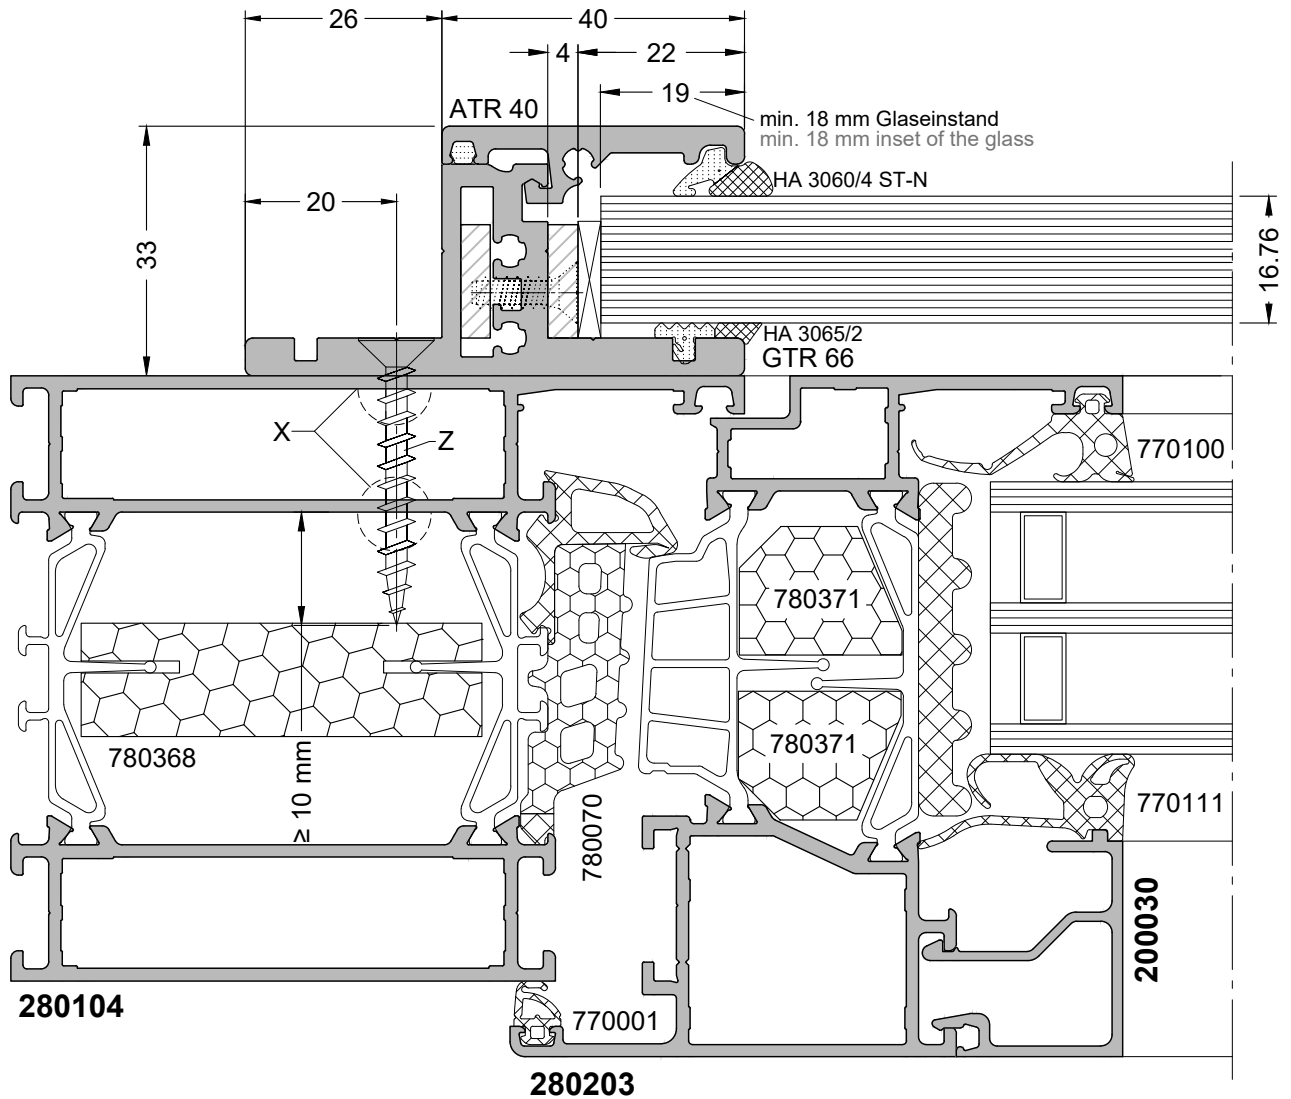 26
40
4
22
19
ATR 40
min. 18 mm Glaseinstand
min. 18 mm inset of the glass
HA 3060/4 ST-N
20
33
16.76
HA 3065/2
GTR 66
X
Z
770100
780371
780371
780368
≥ 10 mm
780070
770111
200030
280104
770001
280203